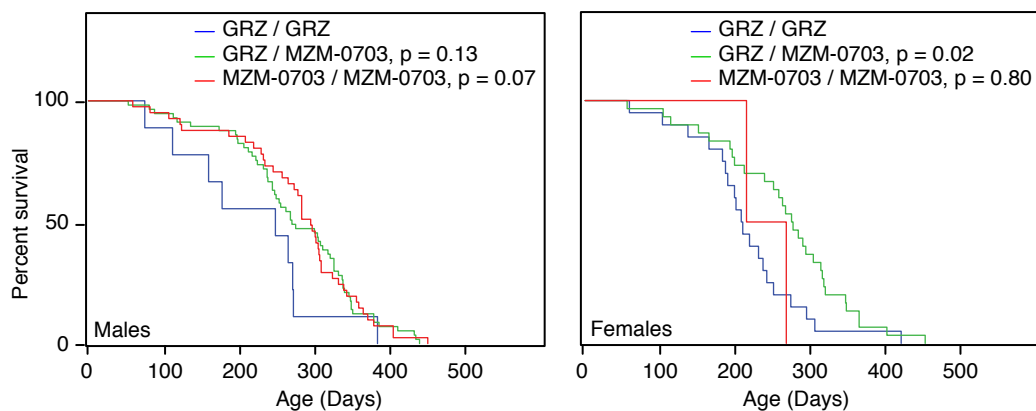 GRZ / GRZ
GRZ / MZM-0703, p = 0.13
MZM-0703 / MZM-0703, p = 0.07
100
50
0
Percent survival
Males
0 100 200 300 400 500
Age (Days)
GRZ / GRZ
GRZ / MZM-0703, p = 0.02
MZM-0703 / MZM-0703, p = 0.80
Females
0 100 200 300 400 500
Age (Days)